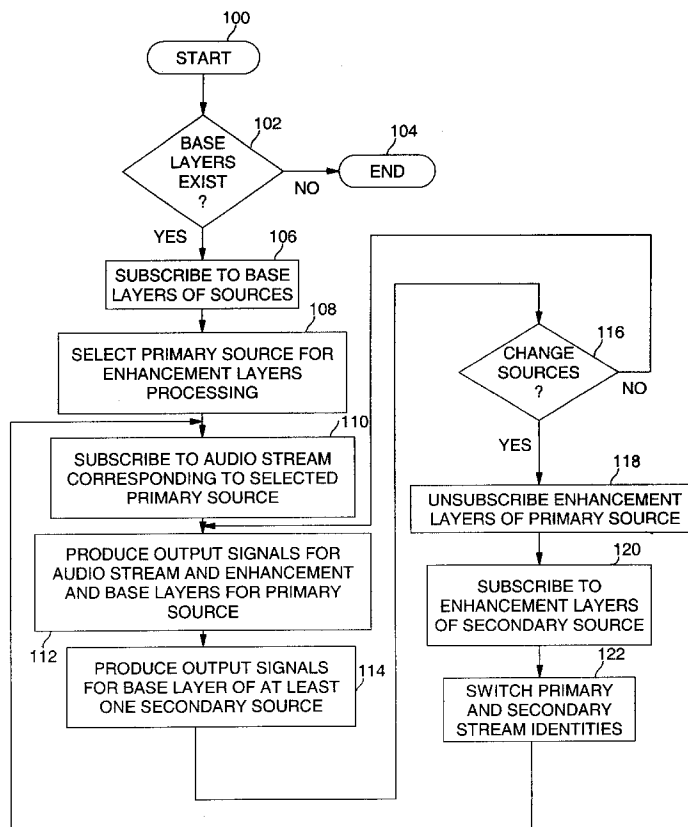 100
START
102
BASE
LAYERS
EXIST
?
104
END
NO
YES
106
SUBSCRIBE TO BASE
LAYERS OF SOURCES
108
SELECT PRIMARY SOURCE FOR
ENHANCEMENT LAYERS
PROCESSING
110
SUBSCRIBE TO AUDIO STREAM
CORRESPONDING TO SELECTED
PRIMARY SOURCE
PRODUCE OUTPUT SIGNALS FOR
AUDIO STREAM AND ENHANCEMENT
AND BASE LAYERS FOR PRIMARY
SOURCE
112
PRODUCE OUTPUT SIGNALS
FOR BASE LAYER OF AT LEAST
ONE SECONDARY SOURCE
114
116
CHANGE
SOURCES
?
NO
YES
118
UNSUBSCRIBE ENHANCEMENT
LAYERS OF PRIMARY SOURCE
120
SUBSCRIBE TO
ENHANCEMENT LAYERS
OF SECONDARY SOURCE
122
SWITCH PRIMARY
AND SECONDARY
STREAM IDENTITIES